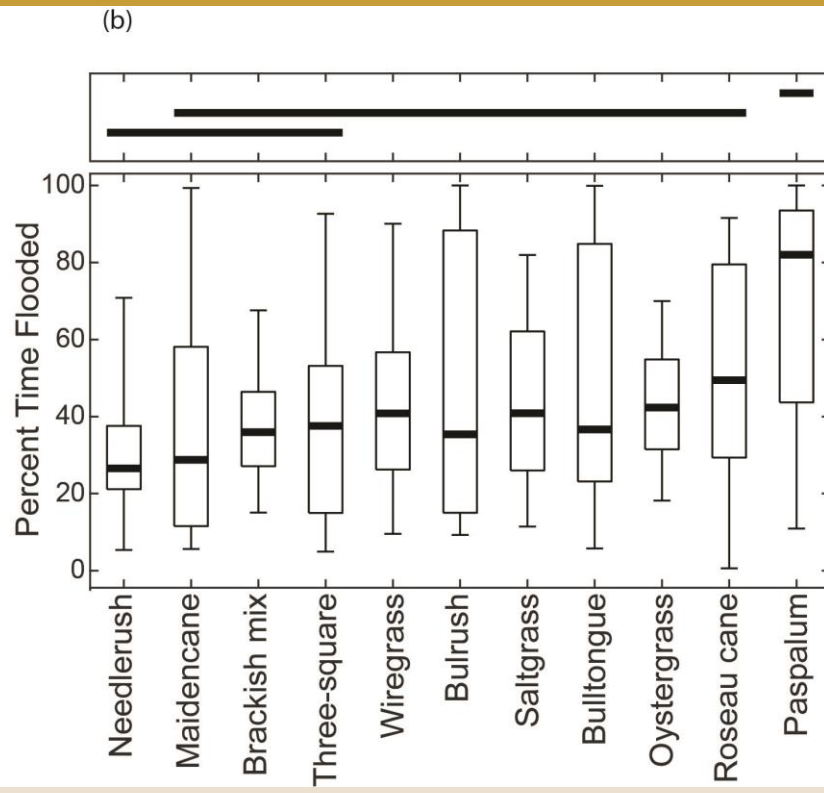 (b)
Percent Time Flooded
100
80
60
40
20
0
Needlerush
Maidencane
Brackish mix
Three-square
Wiregrass
Bulrush
Saltgrass
Bulltongue
Oystergrass
Roseau cane
Paspalum